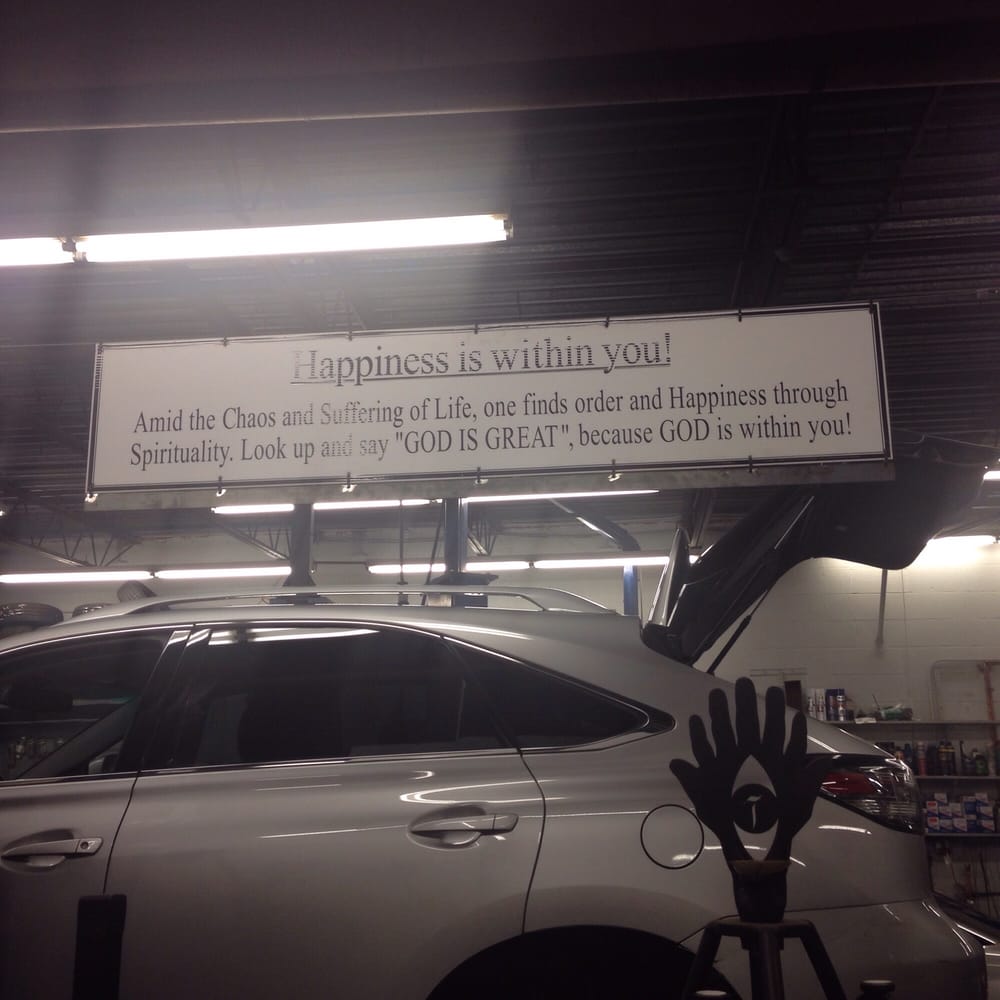 Happiness is within you!
Amid the Chaos and Suffering of Life, one finds order and Happiness through
Spirituality. Look up and say "GOD IS GREAT", because GOD is within you!